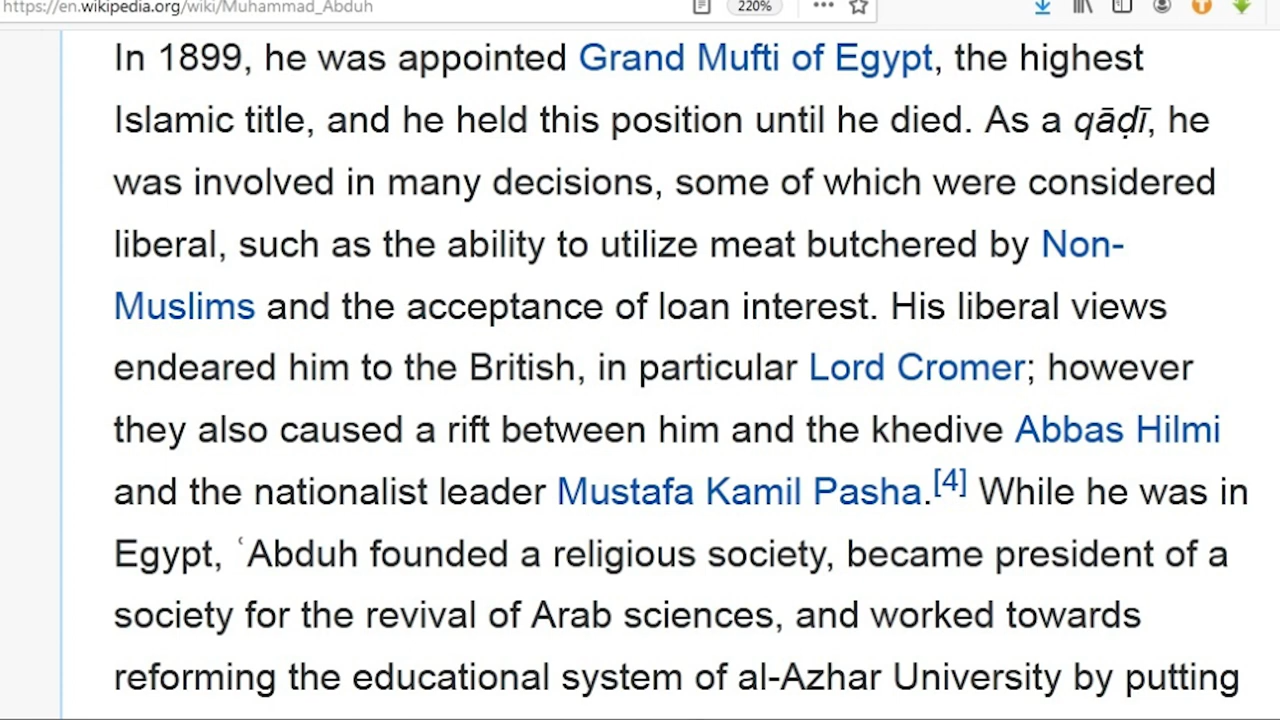 https://en.wikipedia.org/wiki/Muhammad_Abduh 220%
In 1899, he was appointed Grand Mufti of Egypt, the highest
Islamic title, and he held this position until he died. As a qāḍī, he
was involved in many decisions, some of which were considered
liberal, such as the ability to utilize meat butchered by Non-
Muslims and the acceptance of loan interest. His liberal views
endeared him to the British, in particular Lord Cromer; however
they also caused a rift between him and the khedive Abbas Hilmi
and the nationalist leader Mustafa Kamil Pasha.[4] While he was in
Egypt, ʿAbduh founded a religious society, became president of a
society for the revival of Arab sciences, and worked towards
reforming the educational system of al-Azhar University by putting